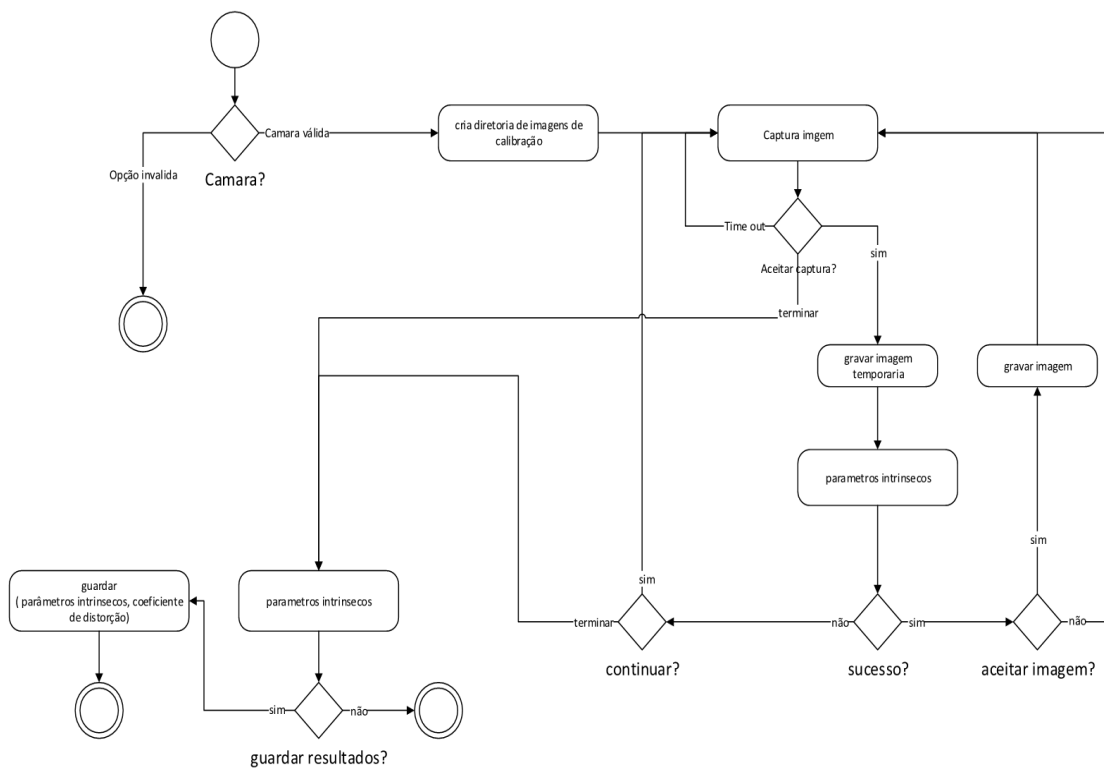 Camara válida
cria diretoria de imagens de
calibração
Captura imgem
Opção invalida
Camara?
Time out
sim
Aceitar captura?
terminar
gravar imagem
temporaria
gravar imagem
parametros intrinsecos
sim
guardar
( parâmetros intrinsecos, coeficiente
de distorção)
parametros intrinsecos
sim
terminar
não
sim
não
continuar?
sucesso?
aceitar imagem?
sim
não
guardar resultados?